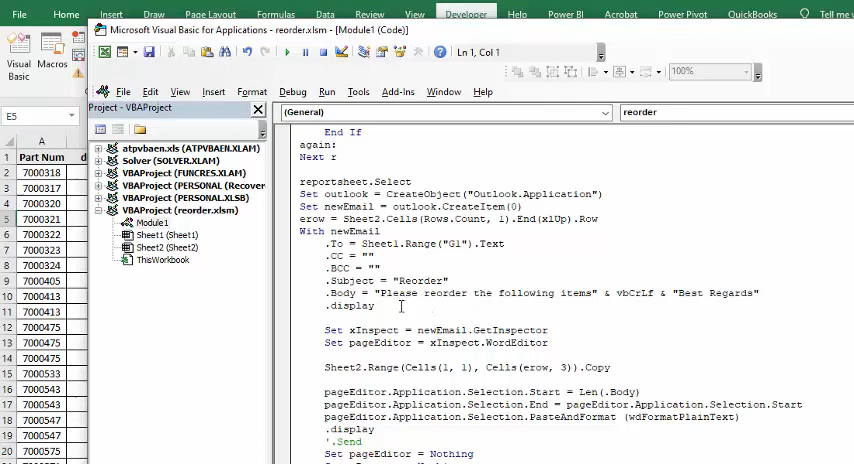 File Home Insert Draw Page Layout Formulas Data Review View Developer Help Power BI Acrobat Power Pivot QuickBooks Tell me
Microsoft Visual Basic for Applications - reorder.xlsm - [Module1 (Code)]
Ln 1, Col 1
Visual Basic
Macros
100%
File Edit View Insert Format Debug Run Tools Add-Ins Window Help
Project - VBAProject
E5
(General)
reorder
atpvbaen.xls (ATPVBAEN.XLAM)
Solver (SOLVER.XLAM)
VBAProject (FUNCRES.XLAM)
VBAProject (PERSONAL (Recover
VBAProject (PERSONAL.XLSB)
VBAProject (reorder.xlsm)
Module1
Sheet1 (Sheet1)
Sheet2 (Sheet2)
ThisWorkbook
A
1 Part Num d
2 7000318
3 7000317
4 7000320
5 7000321
6 7000322
7 7000323
8 7000324
9 7000405
10 7000413
11 7000413
12 7000475
13 7000475
14 7000475
15 7000533
16 7000543
17 7000543
18 7000547
19 7000547
20 7000575
End If
again:
Next r
reportsheet.Select
Set outlook = CreateObject("Outlook.Application")
Set newEmail = outlook.CreateItem(0)
erow = Sheet2.Cells(Rows.Count, 1).End(xlUp).Row
With newEmail
.To = Sheet1.Range("G1").Text
.CC = ""
.BCC = ""
.Subject = "Reorder"
.Body = "Please reorder the following items" & vbCrLf & "Best Regards"
.display
Set xInspect = newEmail.GetInspector
Set pageEditor = xInspect.WordEditor
Sheet2.Range(Cells(1, 1), Cells(erow, 3)).Copy
pageEditor.Application.Selection.Start = Len(.Body)
pageEditor.Application.Selection.End = pageEditor.Application.Selection.Start
pageEditor.Application.Selection.PasteAndFormat (wdFormatPlainText)
.display
'.Send
Set pageEditor = Nothing